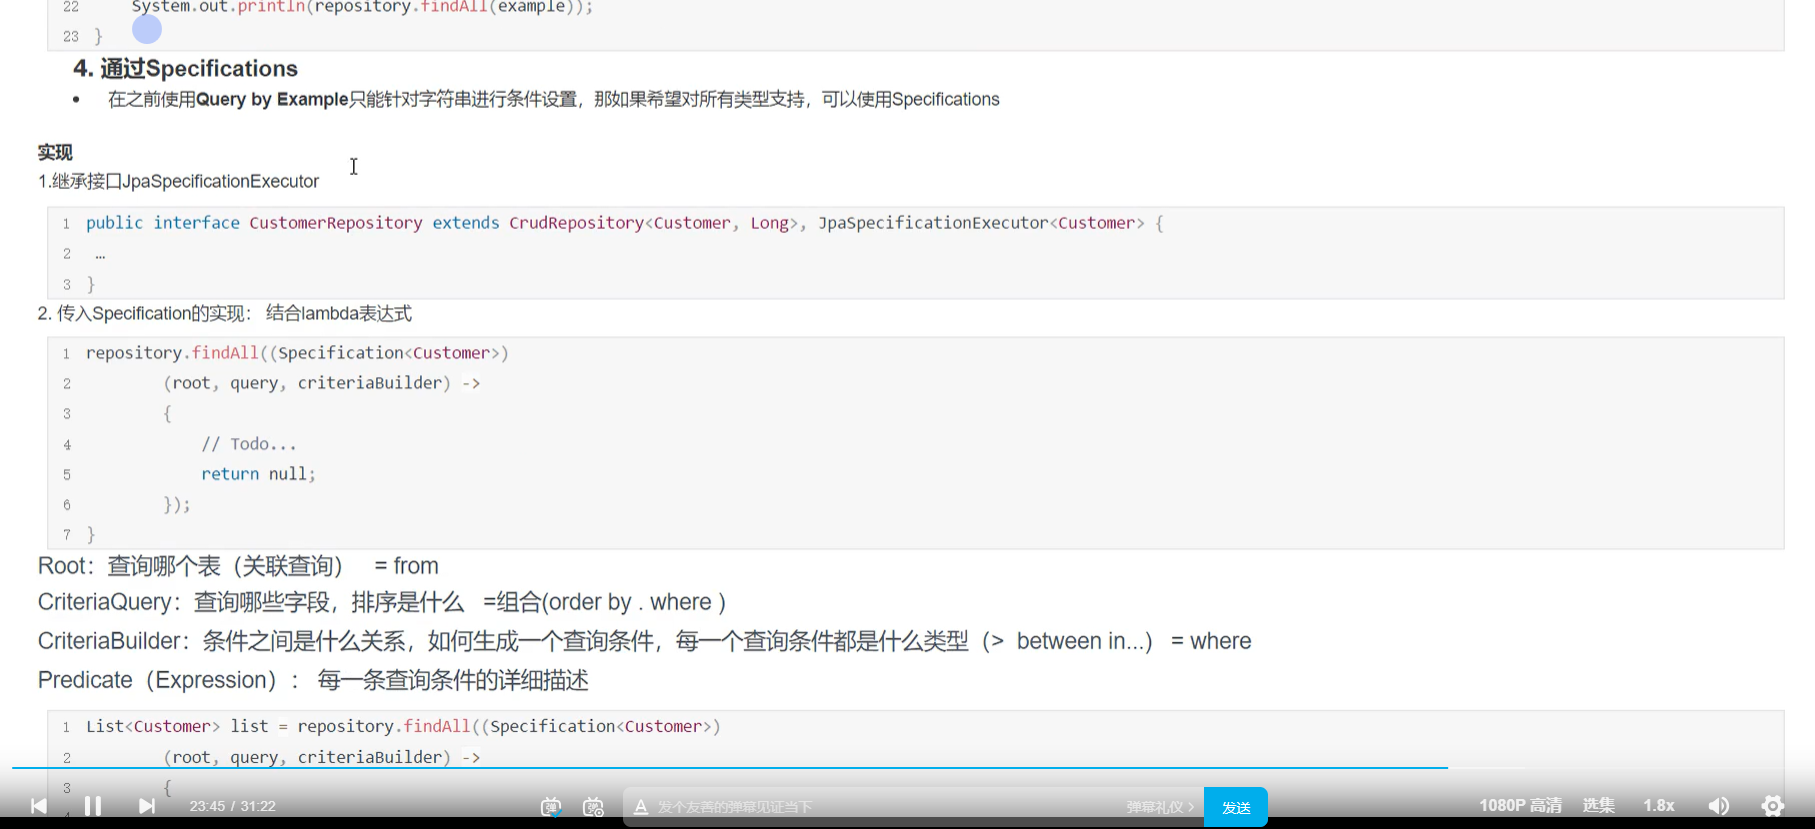 22 System.out.println(repository.findAll(example));
23 }
4. 通过Specifications
• 在之前使用Query by Example只能针对字符串进行条件设置，那如果希望对所有类型支持，可以使用Specifications
实现
1.继承接口JpaSpecificationExecutor
1 public interface CustomerRepository extends CrudRepository<Customer, Long>, JpaSpecificationExecutor<Customer> {
2 …
3 }
2. 传入Specification的实现： 结合lambda表达式
1 repository.findAll((Specification<Customer>)
2 (root, query, criteriaBuilder) ->
3 {
4 // Todo...
5 return null;
6 });
7 }
Root：查询哪个表（关联查询） = from
CriteriaQuery：查询哪些字段，排序是什么 =组合(order by . where )
CriteriaBuilder：条件之间是什么关系，如何生成一个查询条件，每一个查询条件都是什么类型（> between in...） = where
Predicate（Expression）： 每一条查询条件的详细描述
1 List<Customer> list = repository.findAll((Specification<Customer>)
2 (root, query, criteriaBuilder) ->
3 {
4
23:45 / 31:22 弹 弹 A 发个友善的弹幕见证当下 弹幕礼仪 > 发送 1080P 高清 选集 1.8x